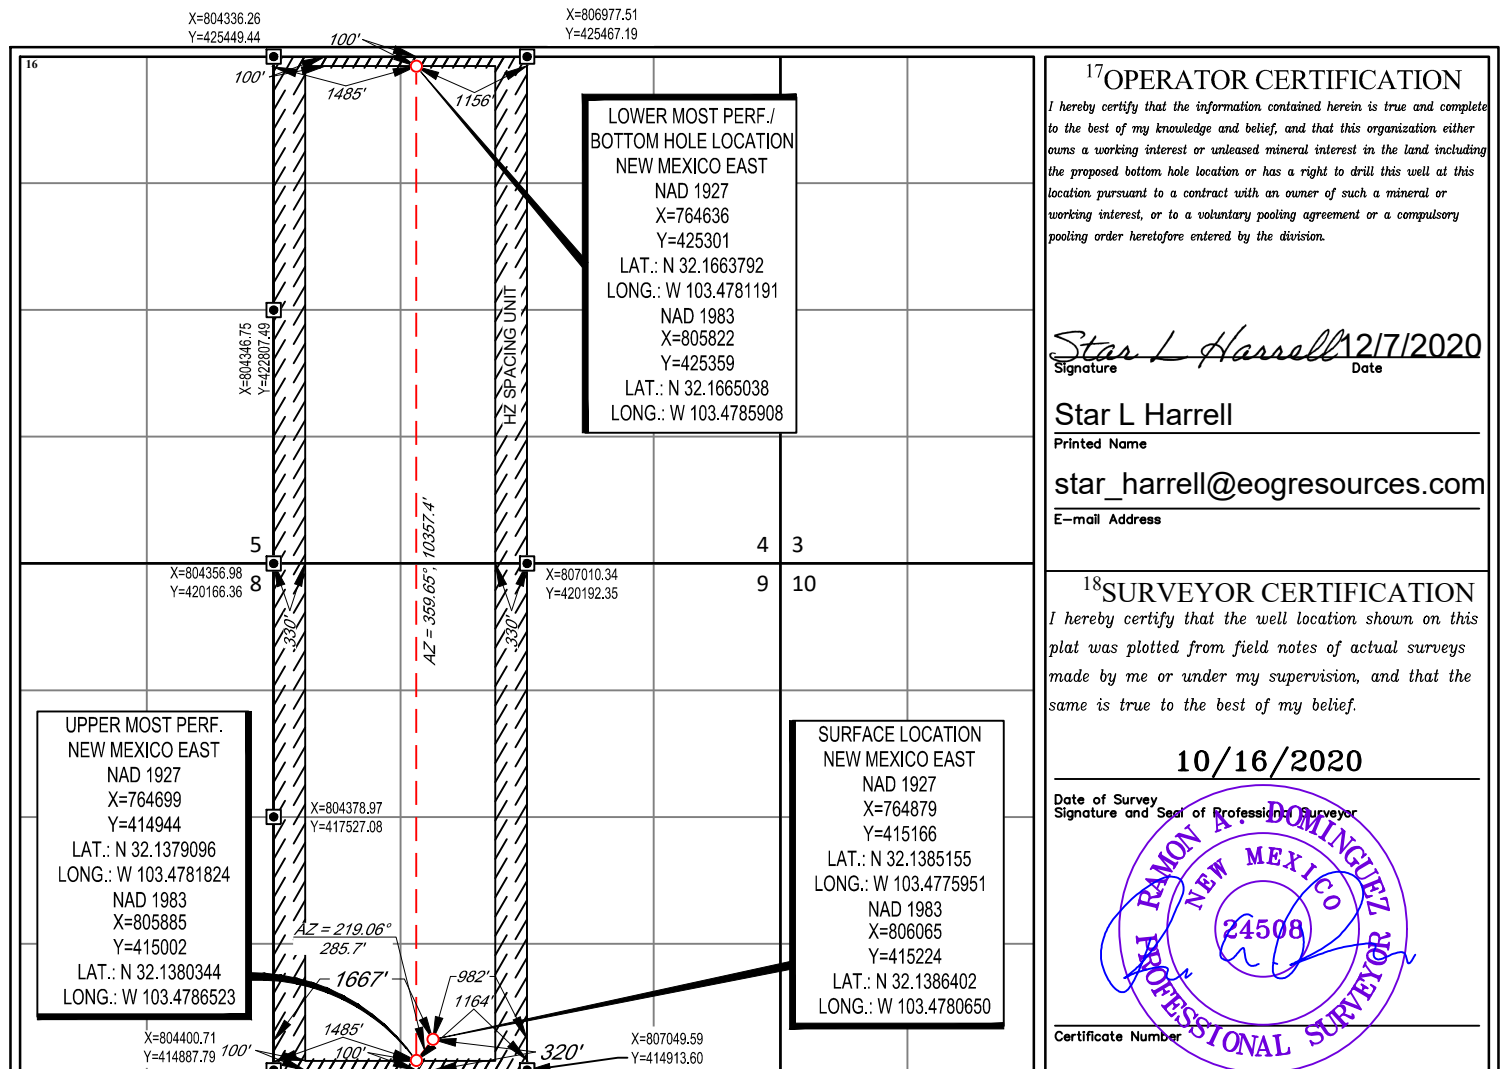 X=804336.26
Y=425449.44
X=806977.51
Y=425467.19
16
100'
100'
1485'
1156'
LOWER MOST PERF./
BOTTOM HOLE LOCATION
NEW MEXICO EAST
NAD 1927
X=764636
Y=425301
LAT.: N 32.1663792
LONG.: W 103.4781191
NAD 1983
X=805822
Y=425359
LAT.: N 32.1665038
LONG.: W 103.4785908
HZ SPACING UNIT
X=804346.75
Y=422807.49
AZ = 359.65°, 10357.4'
5
4
3
8
9
10
X=804356.98
Y=420166.36
X=807010.34
Y=420192.35
330'
330'
UPPER MOST PERF.
NEW MEXICO EAST
NAD 1927
X=764699
Y=414944
LAT.: N 32.1379096
LONG.: W 103.4781824
NAD 1983
X=805885
Y=415002
LAT.: N 32.1380344
LONG.: W 103.4786523
X=804378.97
Y=417527.08
SURFACE LOCATION
NEW MEXICO EAST
NAD 1927
X=764879
Y=415166
LAT.: N 32.1385155
LONG.: W 103.4775951
NAD 1983
X=806065
Y=415224
LAT.: N 32.1386402
LONG.: W 103.4780650
AZ = 219.06°
285.7'
1667'
982'
1164'
1485'
100'
100'
320'
X=804400.71
Y=414887.79
X=807049.59
Y=414913.60
17 OPERATOR CERTIFICATION
I hereby certify that the information contained herein is true and complete
to the best of my knowledge and belief, and that this organization either
owns a working interest or unleased mineral interest in the land including
the proposed bottom hole location or has a right to drill this well at this
location pursuant to a contract with an owner of such a mineral or
working interest, or to a voluntary pooling agreement or a compulsory
pooling order heretofore entered by the division.
Star L Harrell 12/7/2020
Signature Date
Star L Harrell
Printed Name
star_harrell@eogresources.com
E-mail Address
18 SURVEYOR CERTIFICATION
I hereby certify that the well location shown on this
plat was plotted from field notes of actual surveys
made by me or under my supervision, and that the
same is true to the best of my belief.
10/16/2020
Date of Survey
Signature and Seal of Professional Surveyor
RAMON A. DOMINGUEZ
NEW MEXICO
24508
PROFESSIONAL SURVEYOR
Certificate Number